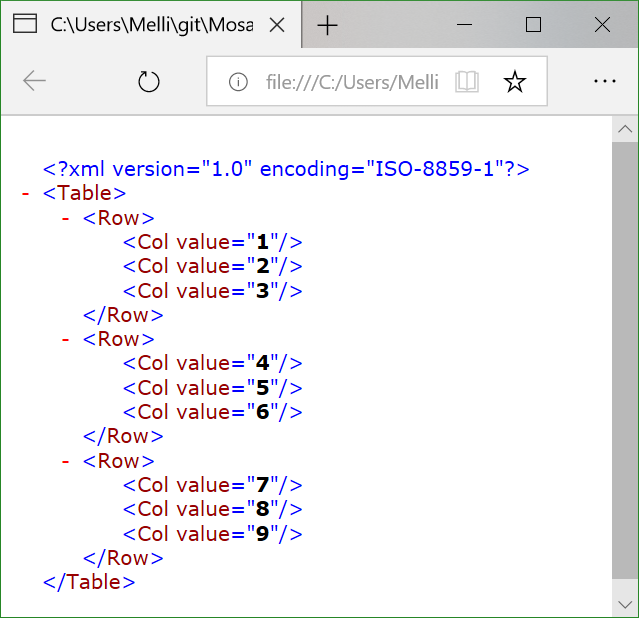 C:\Users\Melli\git\Mosa
file:///C:/Users/Melli
<?xml version="1.0" encoding="ISO-8859-1"?>
- <Table>
- <Row>
<Col value="1"/>
<Col value="2"/>
<Col value="3"/>
</Row>
- <Row>
<Col value="4"/>
<Col value="5"/>
<Col value="6"/>
</Row>
- <Row>
<Col value="7"/>
<Col value="8"/>
<Col value="9"/>
</Row>
</Table>